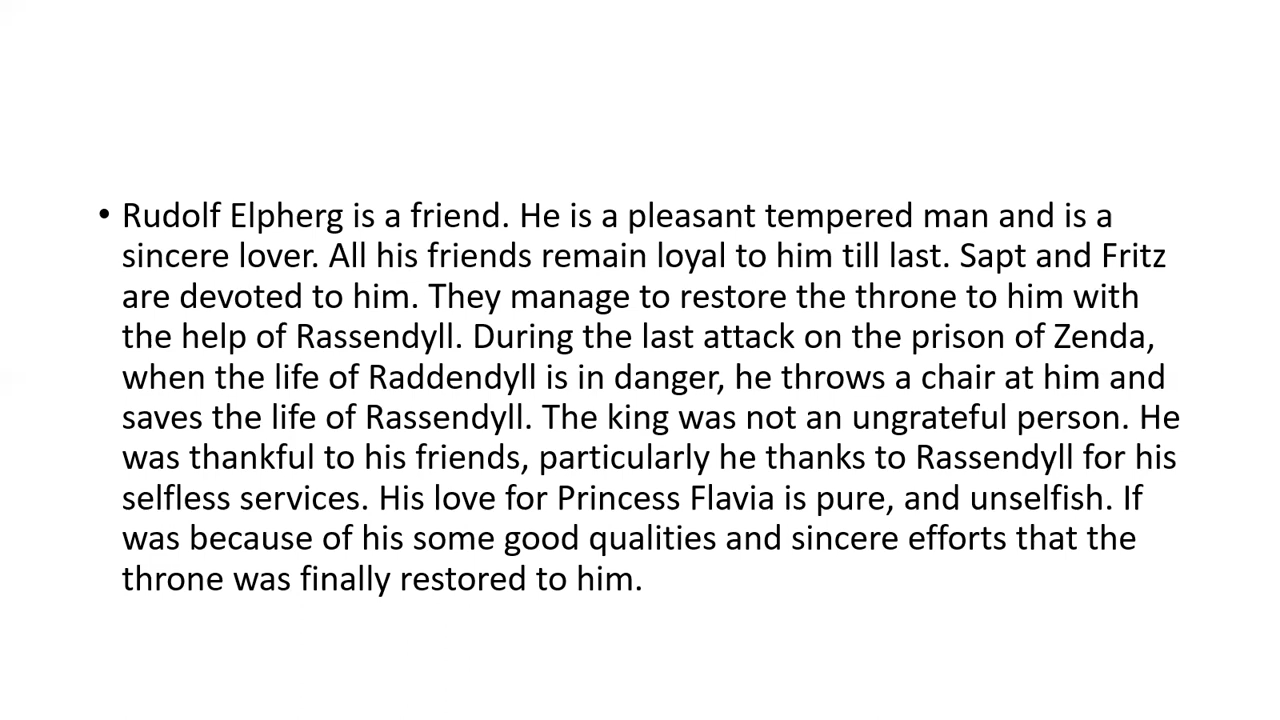 • Rudolf Elpherg is a friend. He is a pleasant tempered man and is a
sincere lover. All his friends remain loyal to him till last. Sapt and Fritz
are devoted to him. They manage to restore the throne to him with
the help of Rassendyll. During the last attack on the prison of Zenda,
when the life of Raddendyll is in danger, he throws a chair at him and
saves the life of Rassendyll. The king was not an ungrateful person. He
was thankful to his friends, particularly he thanks to Rassendyll for his
selfless services. His love for Princess Flavia is pure, and unselfish. If
was because of his some good qualities and sincere efforts that the
throne was finally restored to him.